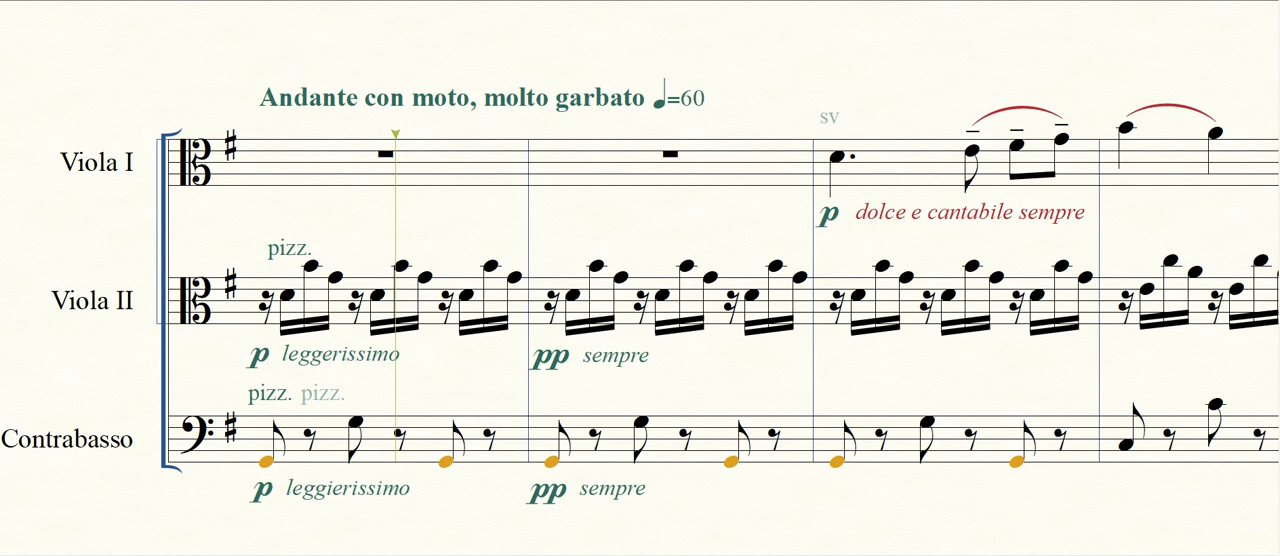 Andante con moto, molto garbato ♩=60
sv
Viola I
p dolce e cantabile sempre
pizz.
Viola II
p leggerissimo pp sempre
pizz. pizz.
Contrabasso
p leggierissimo pp sempre